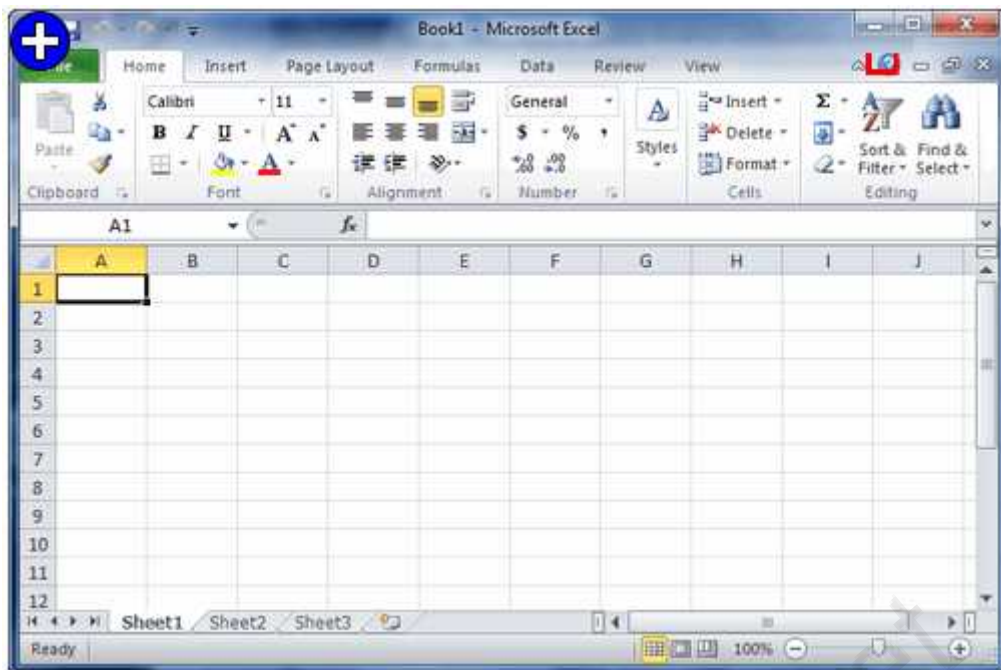 Book1 - Microsoft Excel
File Home Insert Page Layout Formulas Data Review View
Calibri 11 General Insert
B I U A A $ % , Delete
Paste A Styles Format Sort & Find &
Filter Select
Clipboard Font Alignment Number Cells Editing
A1 fx
A B C D E F G H I J
1
2
3
4
5
6
7
8
9
10
11
12
Sheet1 Sheet2 Sheet3
Ready 100%